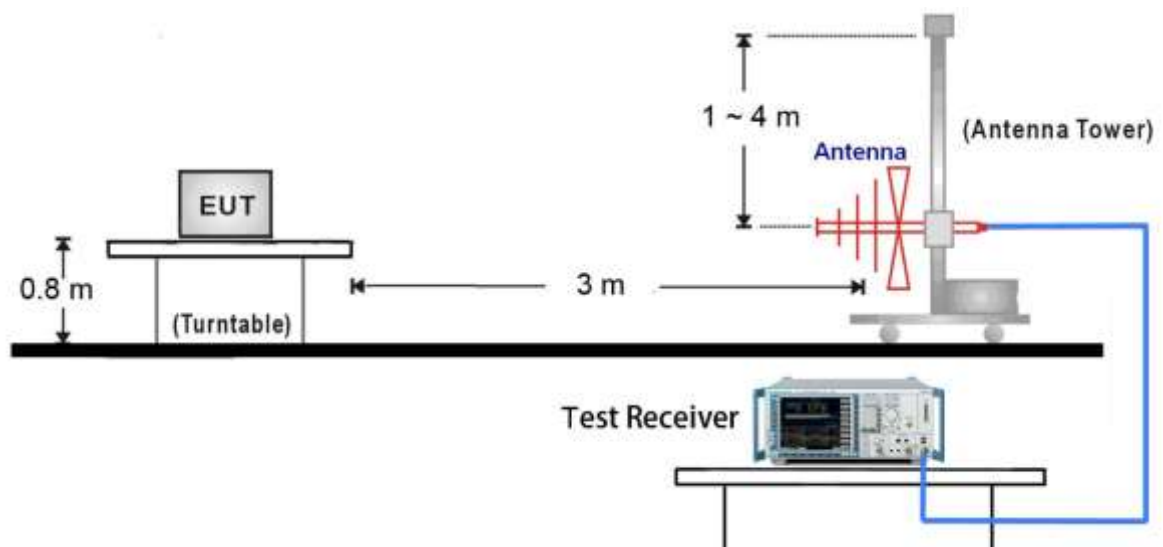 1 ~ 4 m
(Antenna Tower)
Antenna
EUT
0.8 m
3 m
(Turntable)
Test Receiver